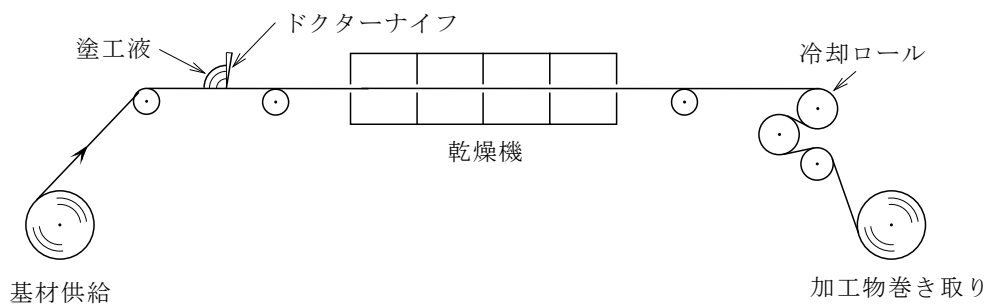 ドクターナイフ
塗工液
冷却ロール
乾燥機
基材供給
加工物巻き取り